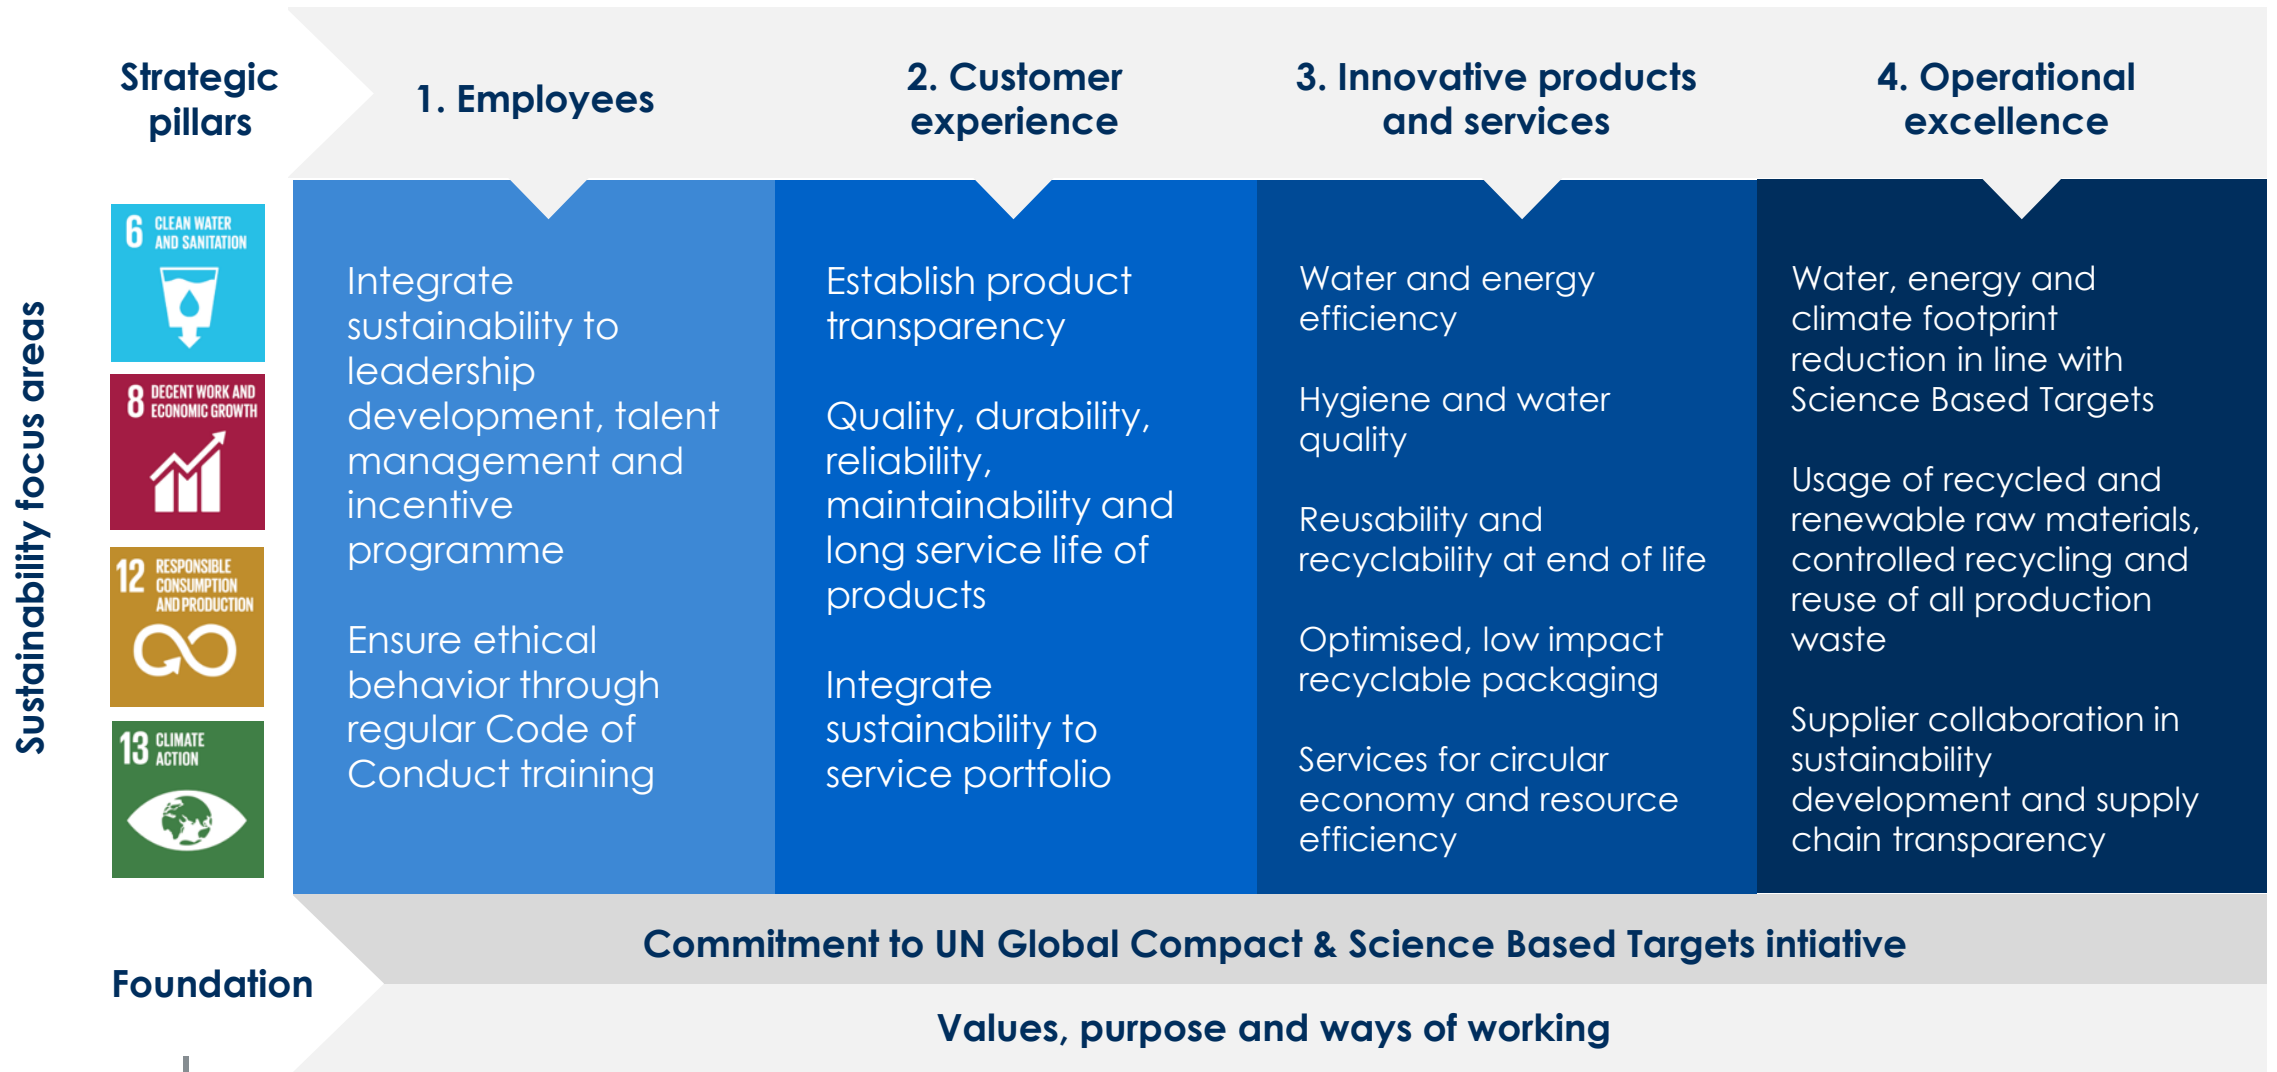 Strategic
pillars
1. Employees
2. Customer
experience
3. Innovative products
and services
4. Operational
excellence
Sustainability focus areas
6 CLEAN WATER
AND SANITATION
8 DECENT WORK AND
ECONOMIC GROWTH
12 RESPONSIBLE
CONSUMPTION
AND PRODUCTION
13 CLIMATE
ACTION
Integrate
sustainability to
leadership
development, talent
management and
incentive
programme
Ensure ethical
behavior through
regular Code of
Conduct training
Establish product
transparency
Quality, durability,
reliability,
maintainability and
long service life of
products
Integrate
sustainability to
service portfolio
Water and energy
efficiency
Hygiene and water
quality
Reusability and
recyclability at end of life
Optimised, low impact
recyclable packaging
Services for circular
economy and resource
efficiency
Water, energy and
climate footprint
reduction in line with
Science Based Targets
Usage of recycled and
renewable raw materials,
controlled recycling and
reuse of all production
waste
Supplier collaboration in
sustainability
development and supply
chain transparency
Foundation
Commitment to UN Global Compact & Science Based Targets intiative
Values, purpose and ways of working